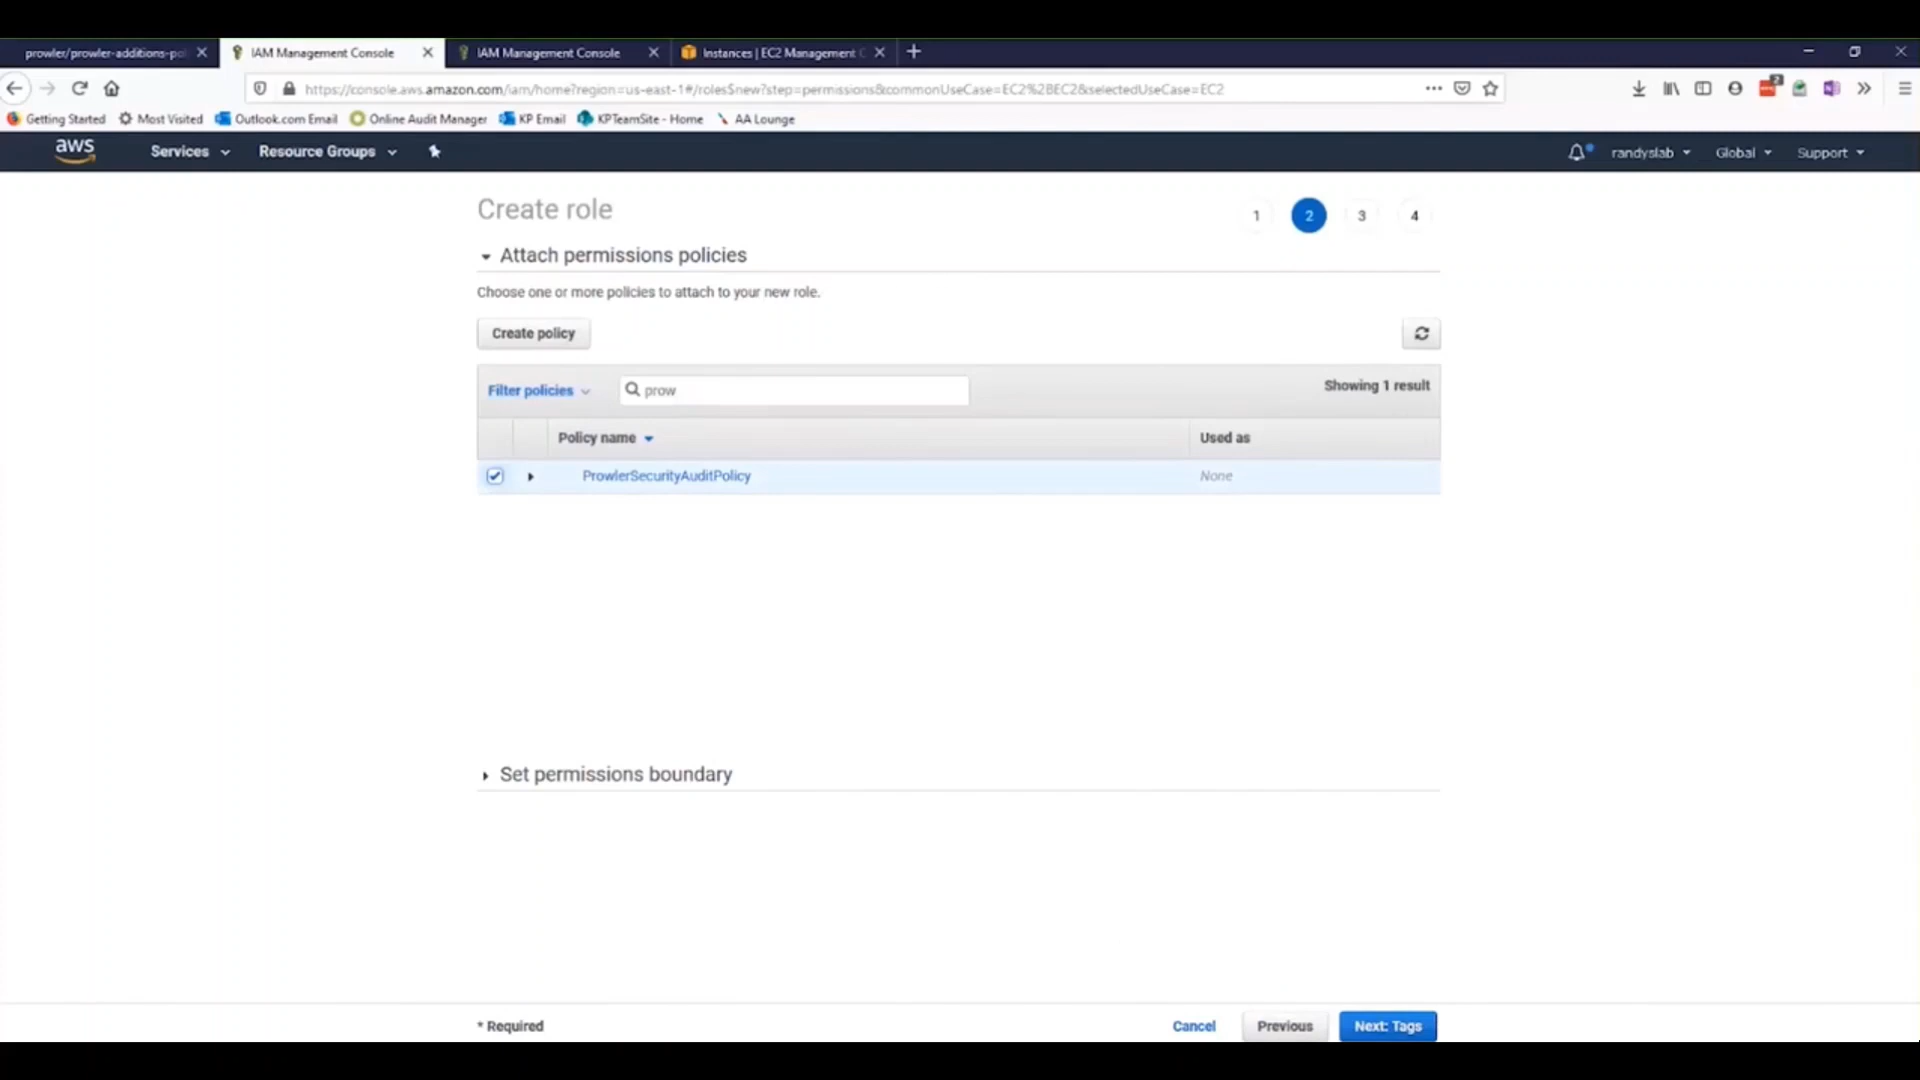 prowler/prowler-additions-pol
IAM Management Console
IAM Management Console
Instances | EC2 Management C
https://console.aws.amazon.com/iam/home?region=us-east-1#/roles$new?step=permissions&commonUseCase=EC2%2BEC2&selectedUseCase=EC2
2
Getting Started
Most Visited
Outlook.com Email
Online Audit Manager
KP Email
KPTeamSite - Home
AA Lounge
aws
Services
Resource Groups
randyslab
Global
Support
Create role
1
2
3
4
Attach permissions policies
Choose one or more policies to attach to your new role.
Create policy
Filter policies
prow
Showing 1 result
Policy name
Used as
ProwlerSecurityAuditPolicy
None
Set permissions boundary
* Required
Cancel
Previous
Next: Tags